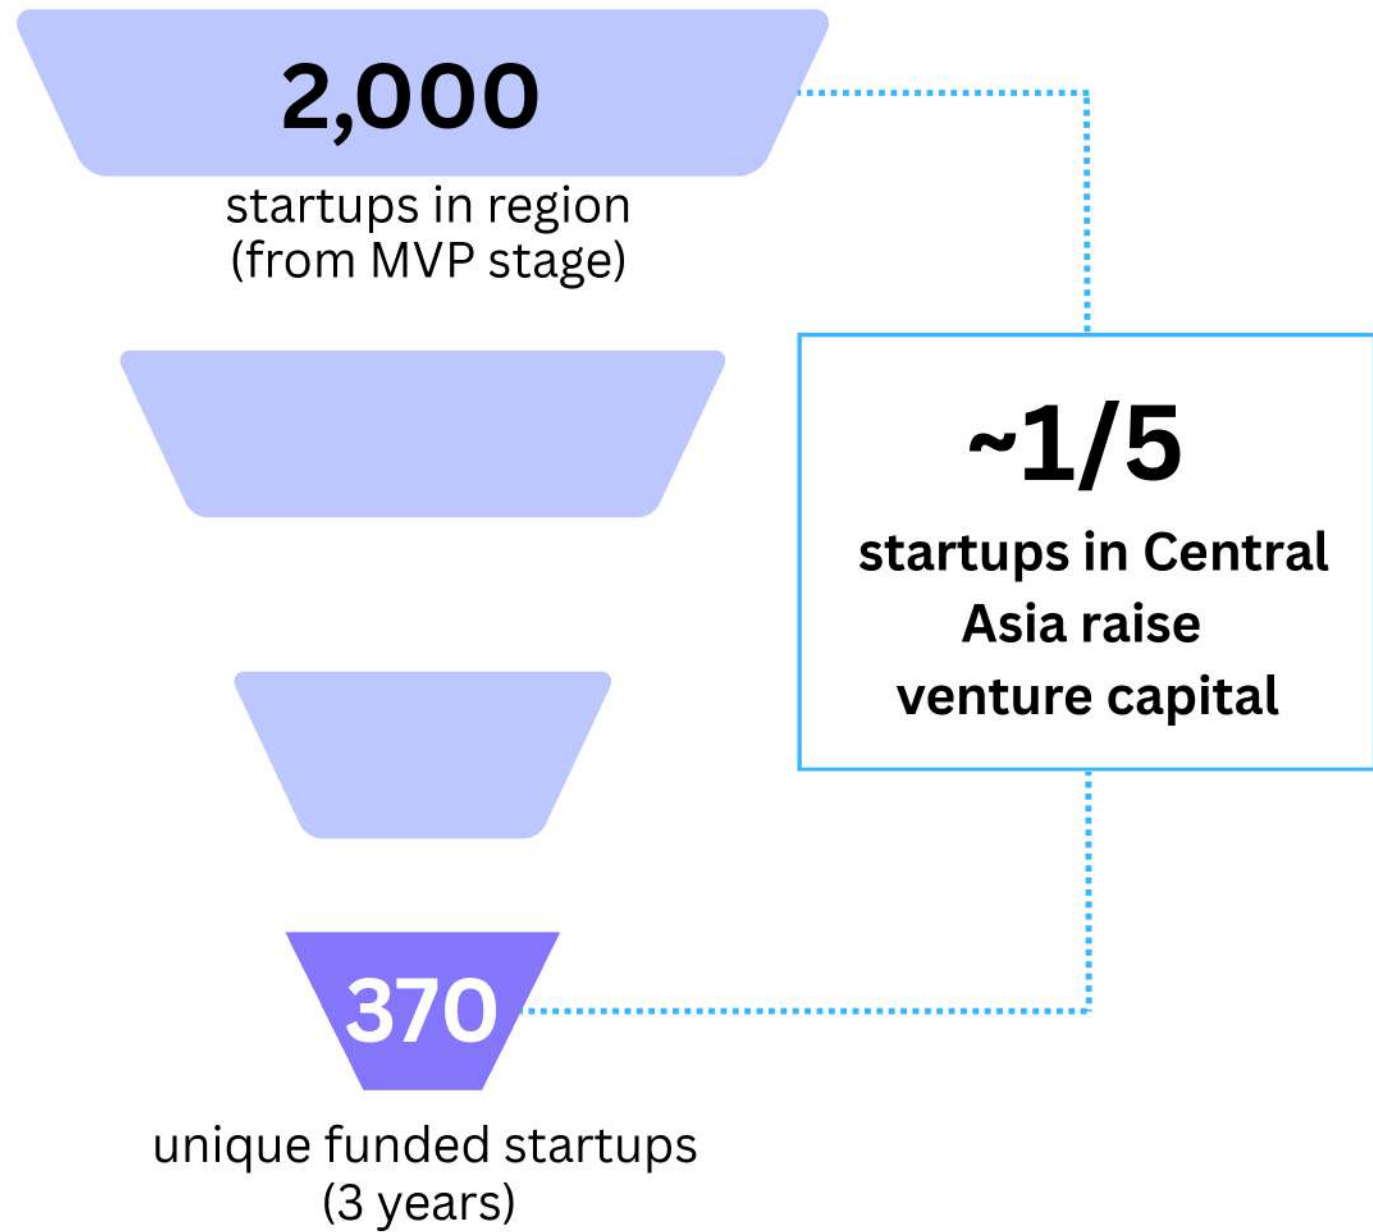 2,000
startups in region
(from MVP stage)
~1/5
startups in Central
Asia raise
venture capital
370
unique funded startups
(3 years)